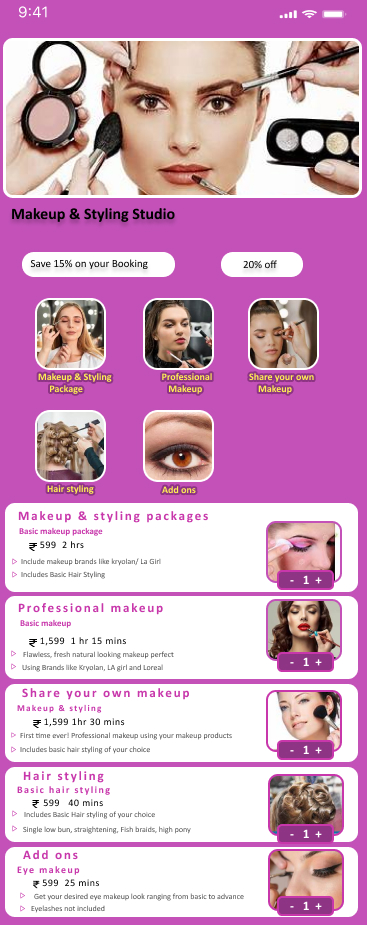 9:41
Makeup & Styling Studio
Save 15% on your Booking
20% off
Makeup & Styling
Package
Professional
Makeup
Share your own
Makeup
Hair styling
Add ons
Makeup & styling packages
Basic makeup package
₹ 599 2 hrs
Include makeup brands like kryolan/ La Girl
Includes Basic Hair Styling
- 1 +
Professional makeup
Basic makeup
₹ 1,599 1 hr 15 mins
Flawless, fresh natural looking makeup perfect
Using Brands like Kryolan, LA girl and Loreal
- 1 +
Share your own makeup
Makeup & styling
₹ 1,599 1hr 30 mins
First time ever! Professional makeup using your makeup products
Includes basic hair styling of your choice
- 1 +
Hair styling
Basic hair styling
₹ 599 40 mins
Includes Basic Hair styling of your choice
Single low bun, straightening, Fish braids, high pony
- 1 +
Add ons
Eye makeup
₹ 599 25 mins
Get your desired eye makeup look ranging from basic to advance
Eyelashes not included
- 1 +